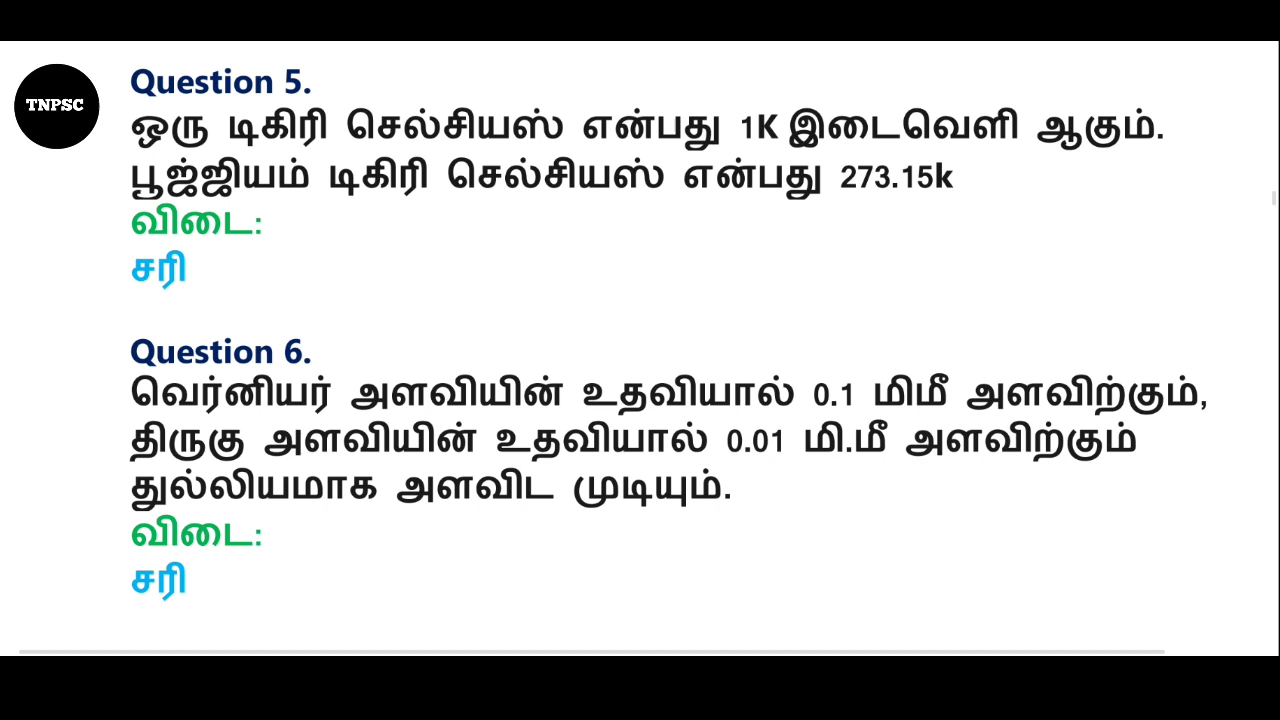 TNPSC
Question 5.
ஒரு டிகிரி செல்சியஸ் என்பது 1K இடைவெளி ஆகும்.
பூஜ்ஜியம் டிகிரி செல்சியஸ் என்பது 273.15k
விடை:
சரி
Question 6.
வெர்னியர் அளவியின் உதவியால் 0.1 மிமீ அளவிற்கும்,
திருகு அளவியின் உதவியால் 0.01 மி.மீ அளவிற்கும்
துல்லியமாக அளவிட முடியும்.
விடை:
சரி